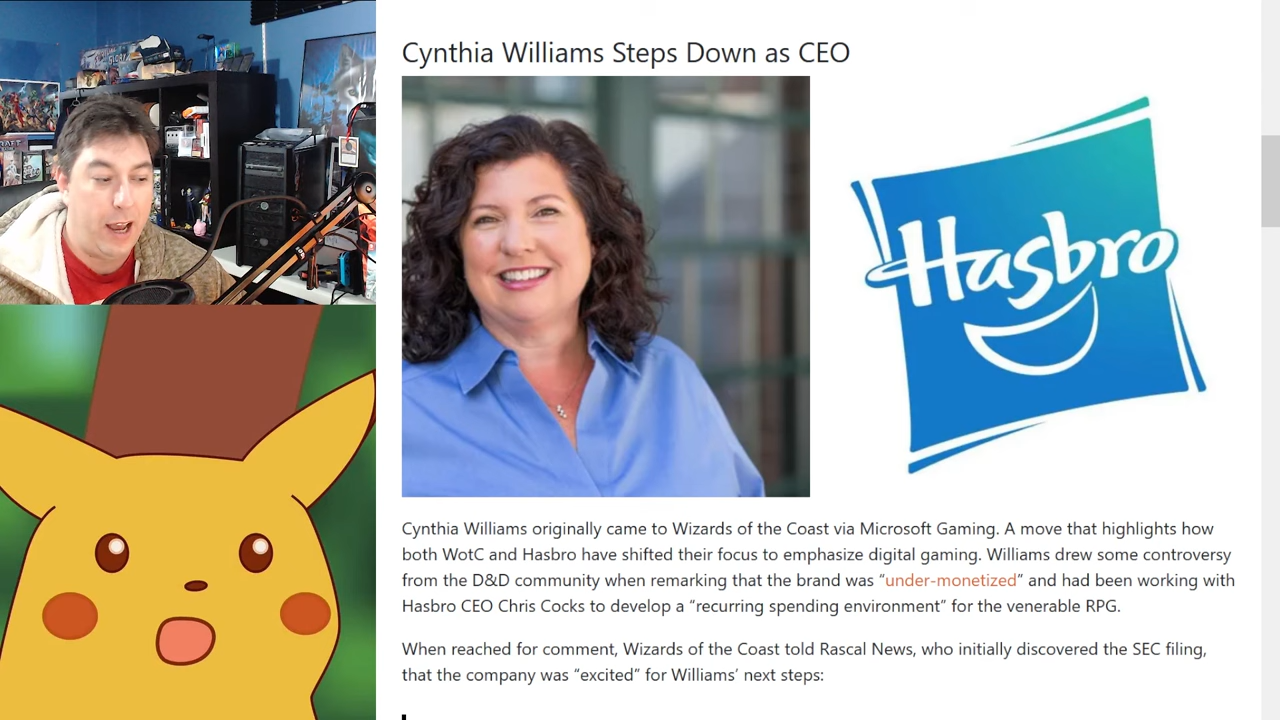 Cynthia Williams Steps Down as CEO
Hasbro
Cynthia Williams originally came to Wizards of the Coast via Microsoft Gaming. A move that highlights how
both WotC and Hasbro have shifted their focus to emphasize digital gaming. Williams drew some controversy
from the D&D community when remarking that the brand was “under-monetized” and had been working with
Hasbro CEO Chris Cocks to develop a “recurring spending environment” for the venerable RPG.
When reached for comment, Wizards of the Coast told Rascal News, who initially discovered the SEC filing,
that the company was “excited” for Williams’ next steps: